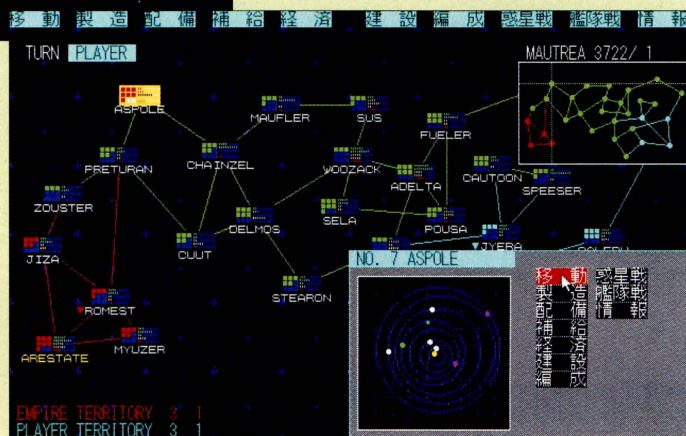 移動 製造 配備 補給 経済 建設 編成 惑星戦 艦隊戦 情報
TURN PLAYER
MAUTREA 3722/ 1
ASPOLE
MAUFLER
SUS
FUELER
PRETURAN
CHAINZEL
WOOZACK
ADELTA
CAUTOON
SPEESER
ZOUSTER
DELMOS
SELA
POUSA
JIZA
CUUT
JYERA
STEARON
ROMEST
ARESTATE
MYUZER
NO. 7 ASPOLE
移動 惑星戦
製造 艦隊戦
配備 情報
補給
経済
建設
編成
EMPIRE TERRITORY 3 1
PLAYER TERRITORY 3 1